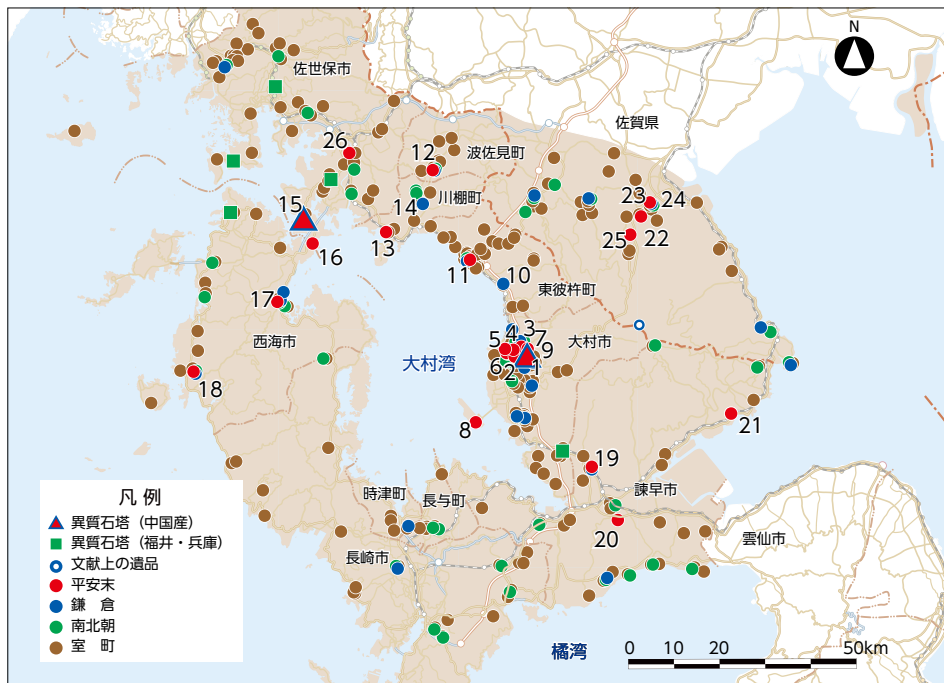 N
佐世保市
佐賀県
26
12
波佐見町
23
24
15
14
川棚町
22
16
13
25
11
10
東彼杵町
17
3
4
5
7
大村市
9
西海市
大村湾
6
2
1
18
8
21
19
凡 例
異質石塔（中国産）
異質石塔（福井・兵庫）
文献上の遺品
平安末
鎌 倉
南北朝
室 町
時津町
長与町
諫早市
20
雲仙市
長崎市
橘湾
0 10 20 50km